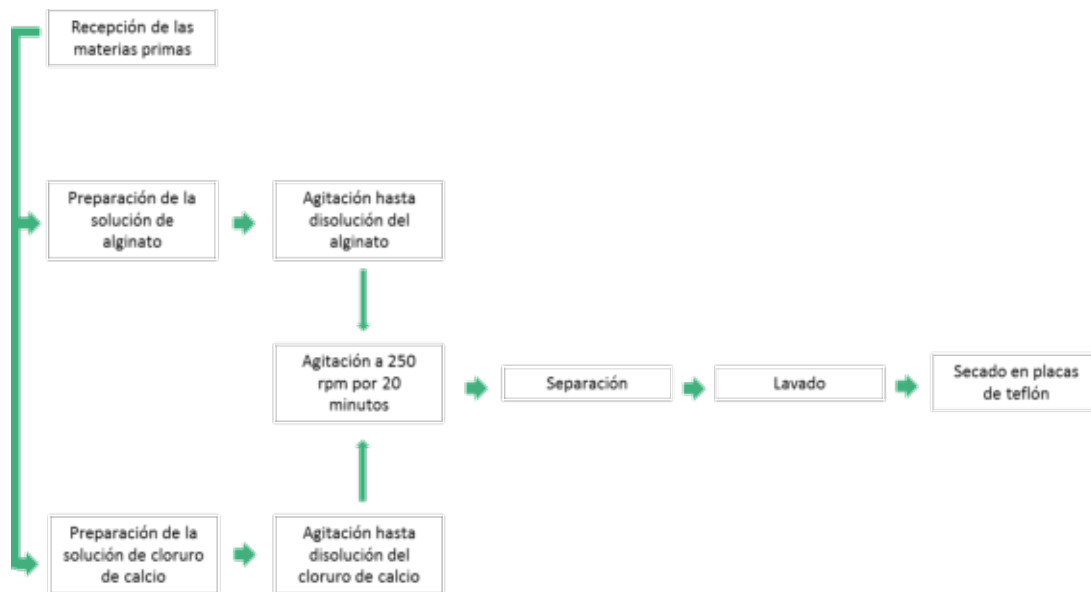 Recepción de las
materias primas
Preparación de la
solución de
alginato
Agitación hasta
disolución del
alginato
Agitación a 250
rpm por 20
minutos
Separación
Lavado
Secado en placas
de teflón
Preparación de la
solución de cloruro
de calcio
Agitación hasta
disolución del
cloruro de calcio